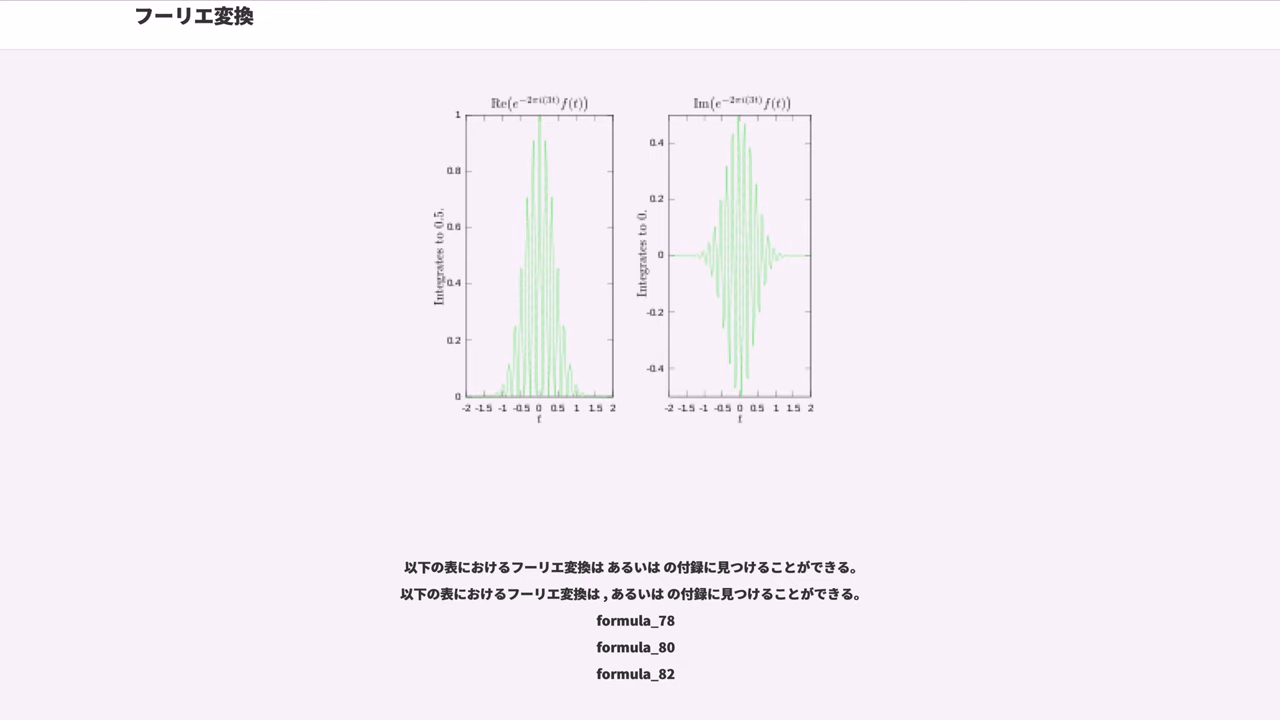 フーリエ変換
Re(e^{-2πi(3t)} f(t))
Im(e^{-2πi(3t)} f(t))
Integrates to 0.5.
1
0.8
0.6
0.4
0.2
0
-2 -1.5 -1 -0.5 0 0.5 1 1.5 2
t
Integrates to 0.
0.4
0.2
0
-0.2
-0.4
-2 -1.5 -1 -0.5 0 0.5 1 1.5 2
t
以下の表におけるフーリエ変換は あるいは の付録に見つけることができる。
以下の表におけるフーリエ変換は , あるいは の付録に見つけることができる。
formula_78
formula_80
formula_82